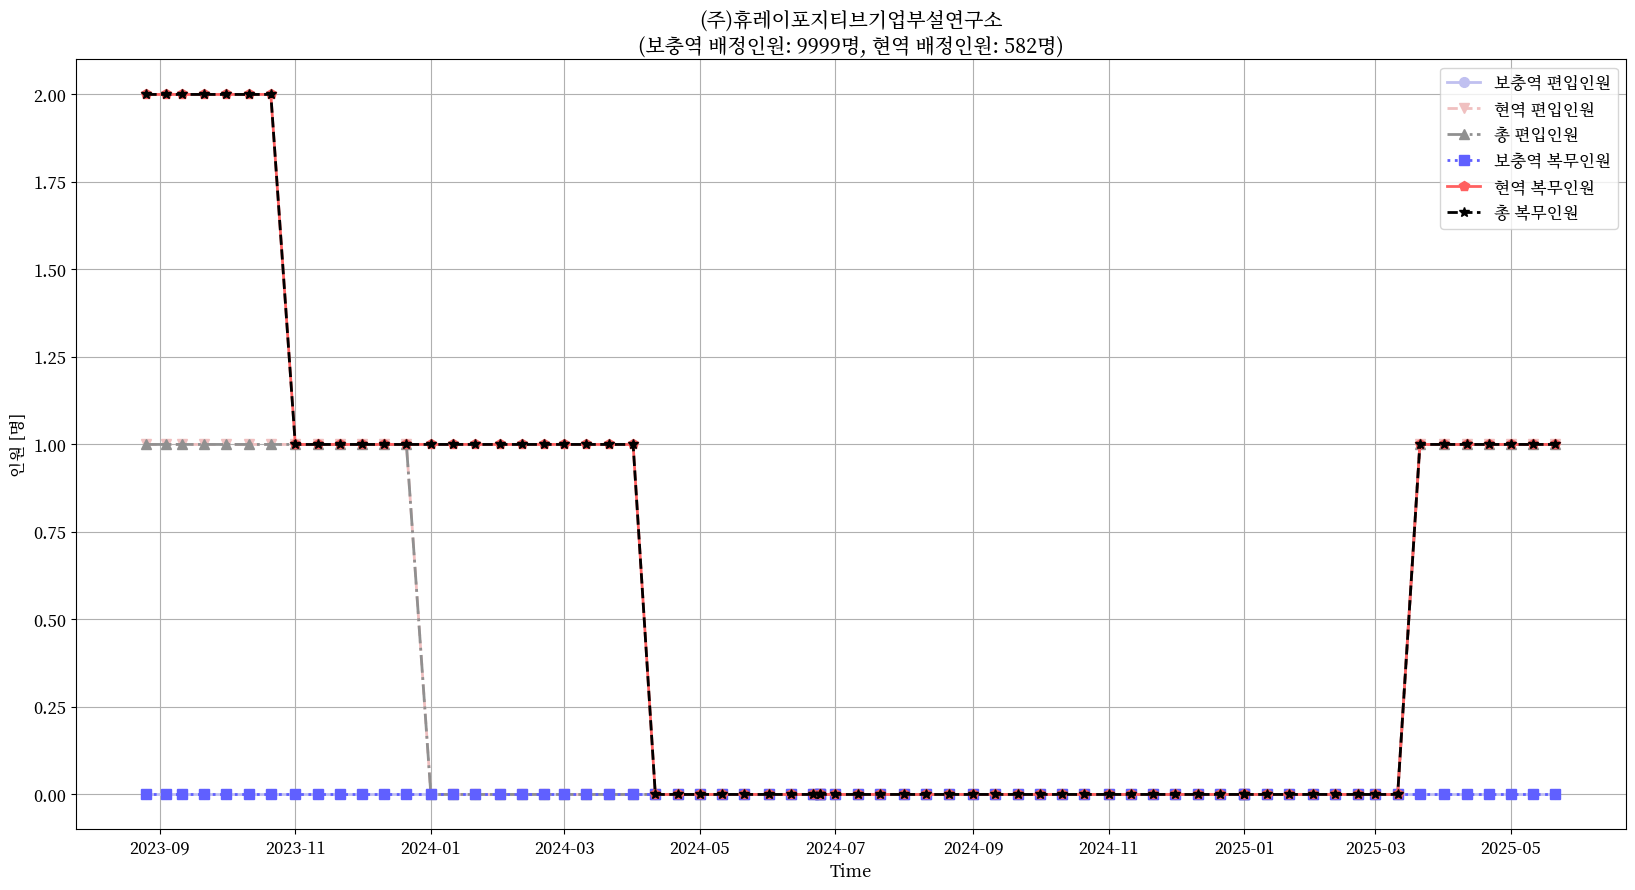 (주)휴레이포지티브기업부설연구소
(보충역 배정인원: 9999명, 현역 배정인원: 582명)
보충역 편입인원
현역 편입인원
총 편입인원
보충역 복무인원
현역 복무인원
총 복무인원
인원 [명]
2.00
1.75
1.50
1.25
1.00
0.75
0.50
0.25
0.00
2023-09 2023-11 2024-01 2024-03 2024-05 2024-07 2024-09 2024-11 2025-01 2025-03 2025-05
Time